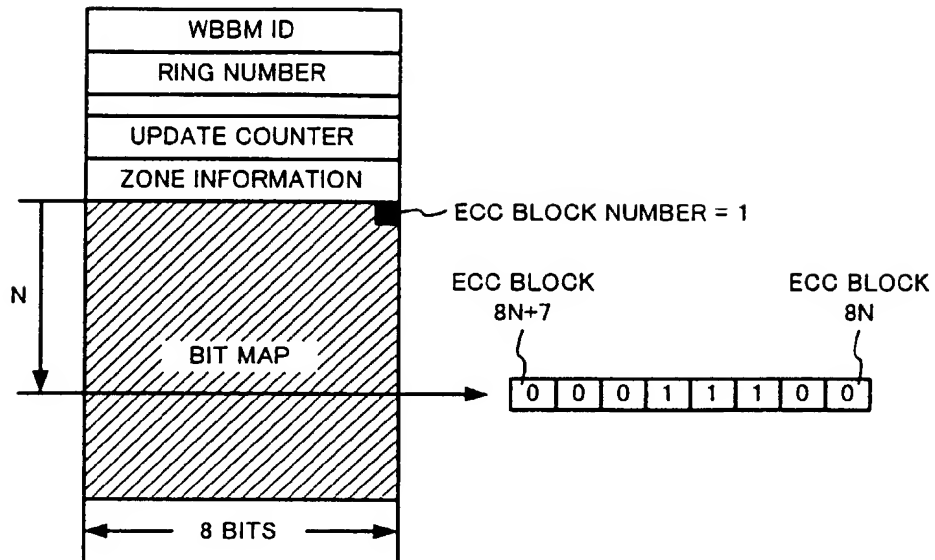 WBBM ID
RING NUMBER
UPDATE COUNTER
ZONE INFORMATION
ECC BLOCK NUMBER = 1
N
ECC BLOCK
8N+7
ECC BLOCK
8N
BIT MAP
0 0 0 1 1 1 0 0
8 BITS